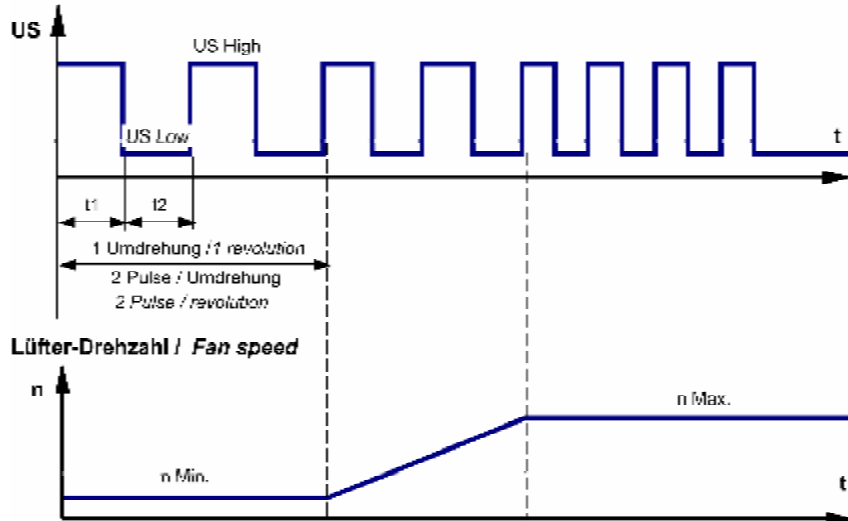 US
US High
US Low
t
t1
t2
1 Umdrehung / 1 revolution
2 Pulse / Umdrehung
2 Pulse / revolution
Lüfter-Drehzahl / Fan speed
n
n Max.
n Min.
t